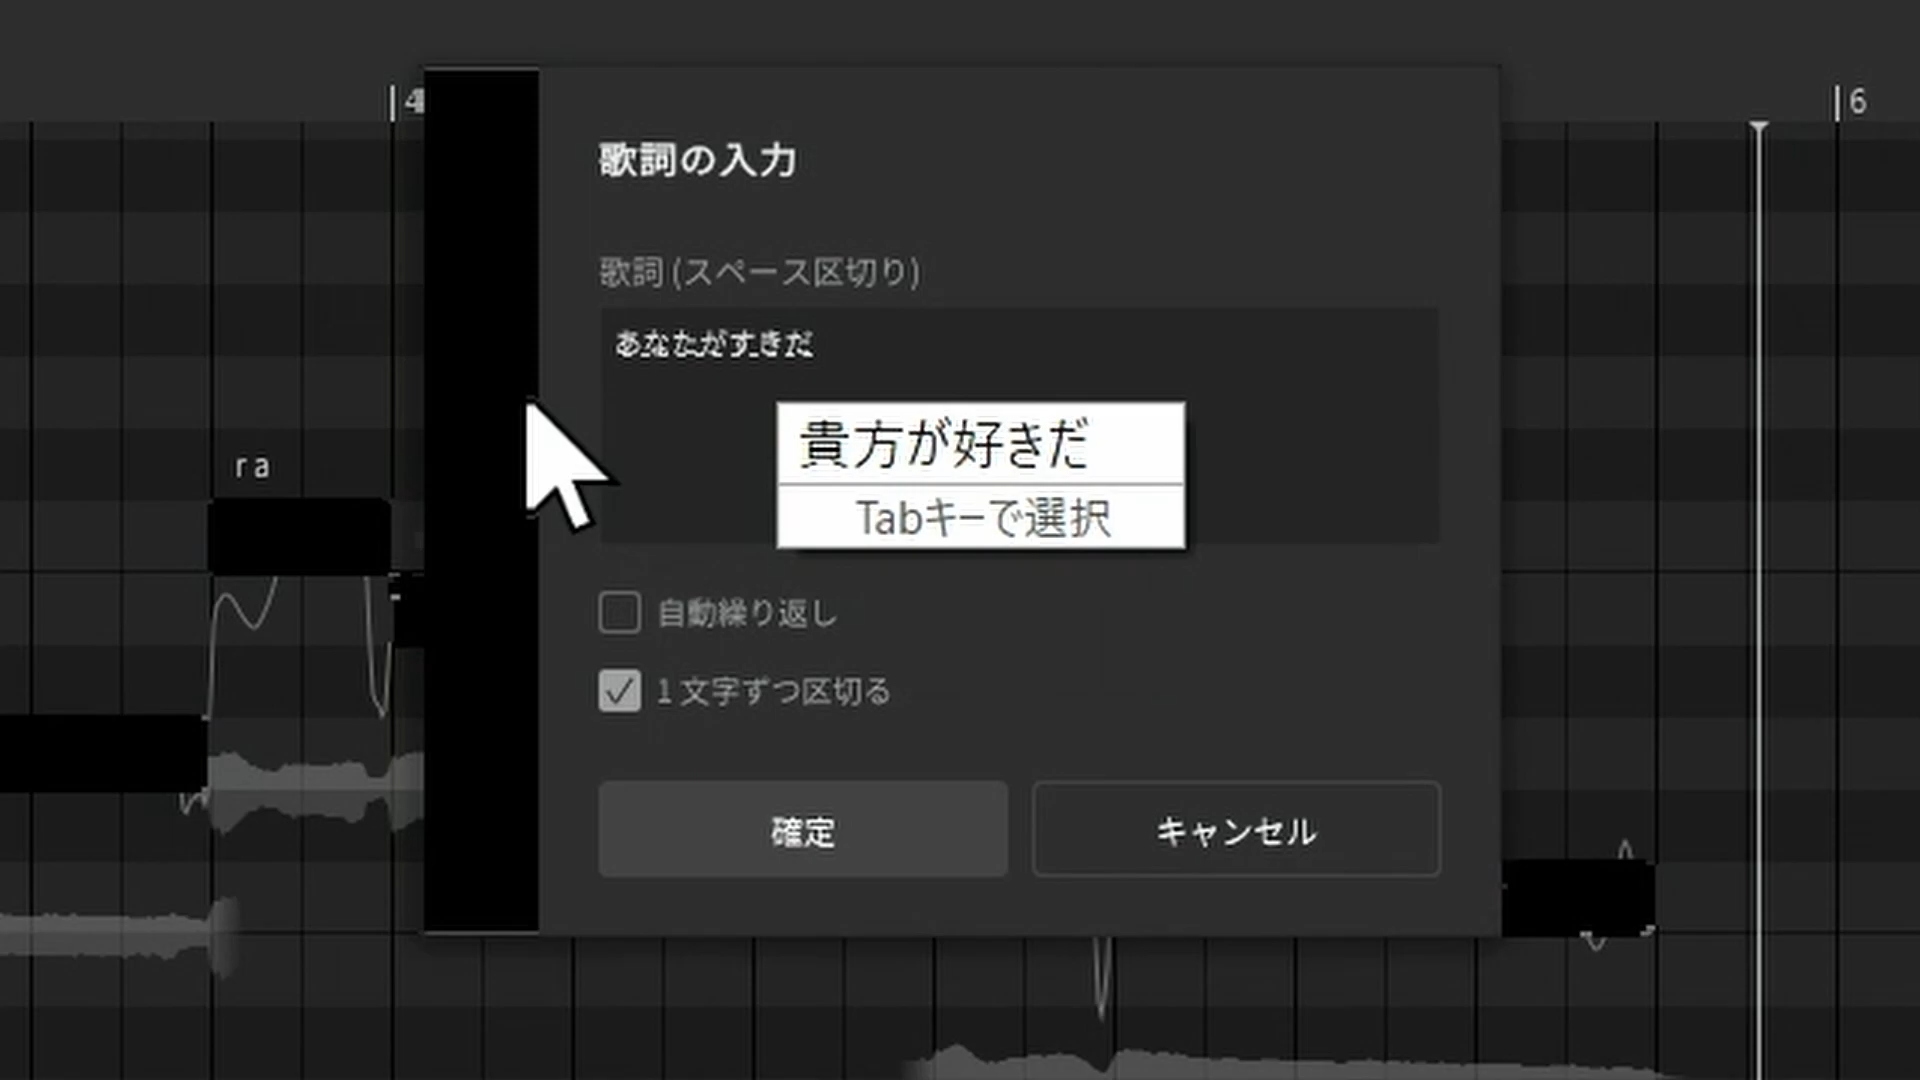 4
6
歌詞の入力
歌詞 (スペース区切り)
あなたがすきだ
貴方が好きだ
Tabキーで選択
ra
自動繰り返し
1 文字ずつ区切る
確定
キャンセル